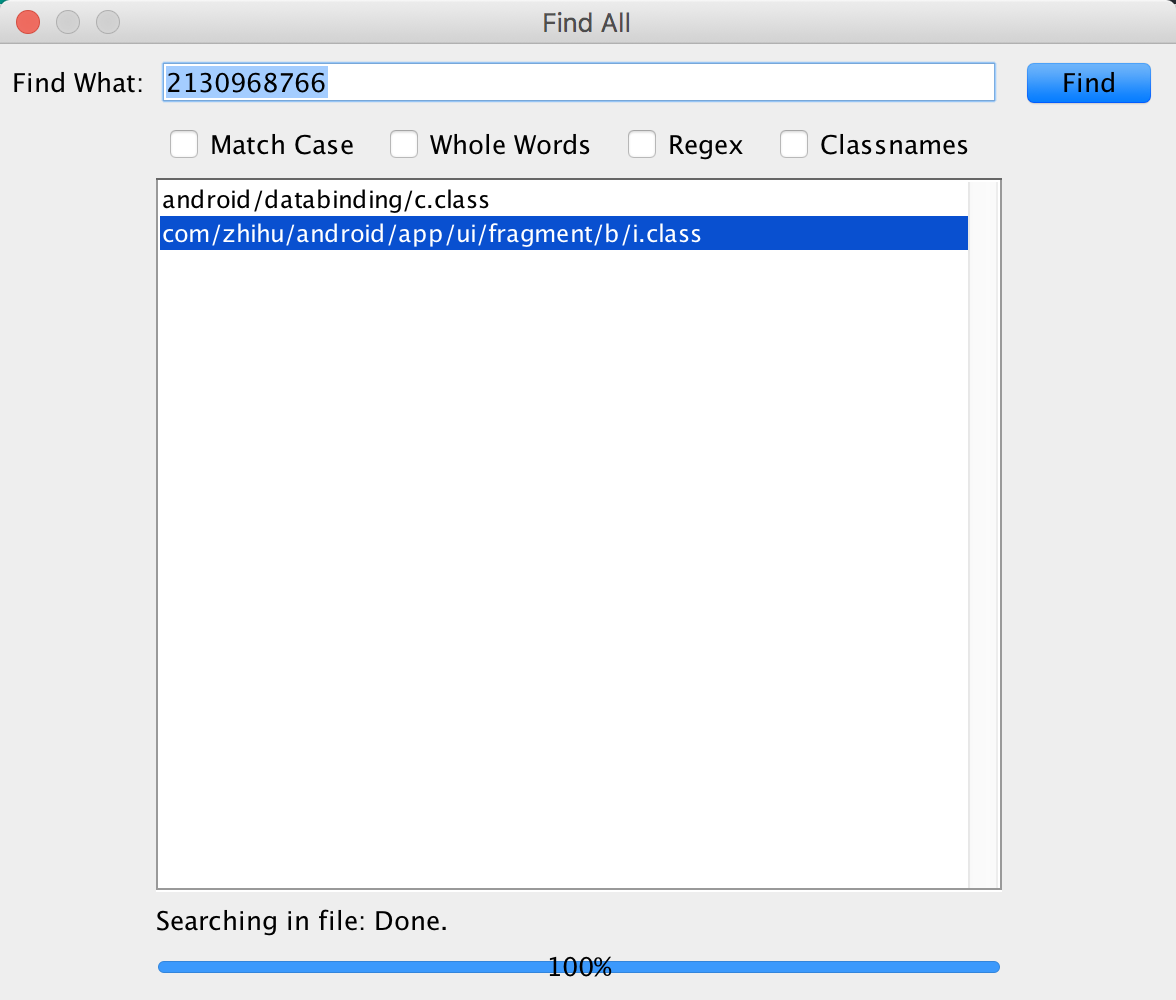 Find All
Find What: 2130968766 Find
Match Case Whole Words Regex Classnames
android/databinding/c.class
com/zhihu/android/app/ui/fragment/b/i.class
Searching in file: Done.
100%